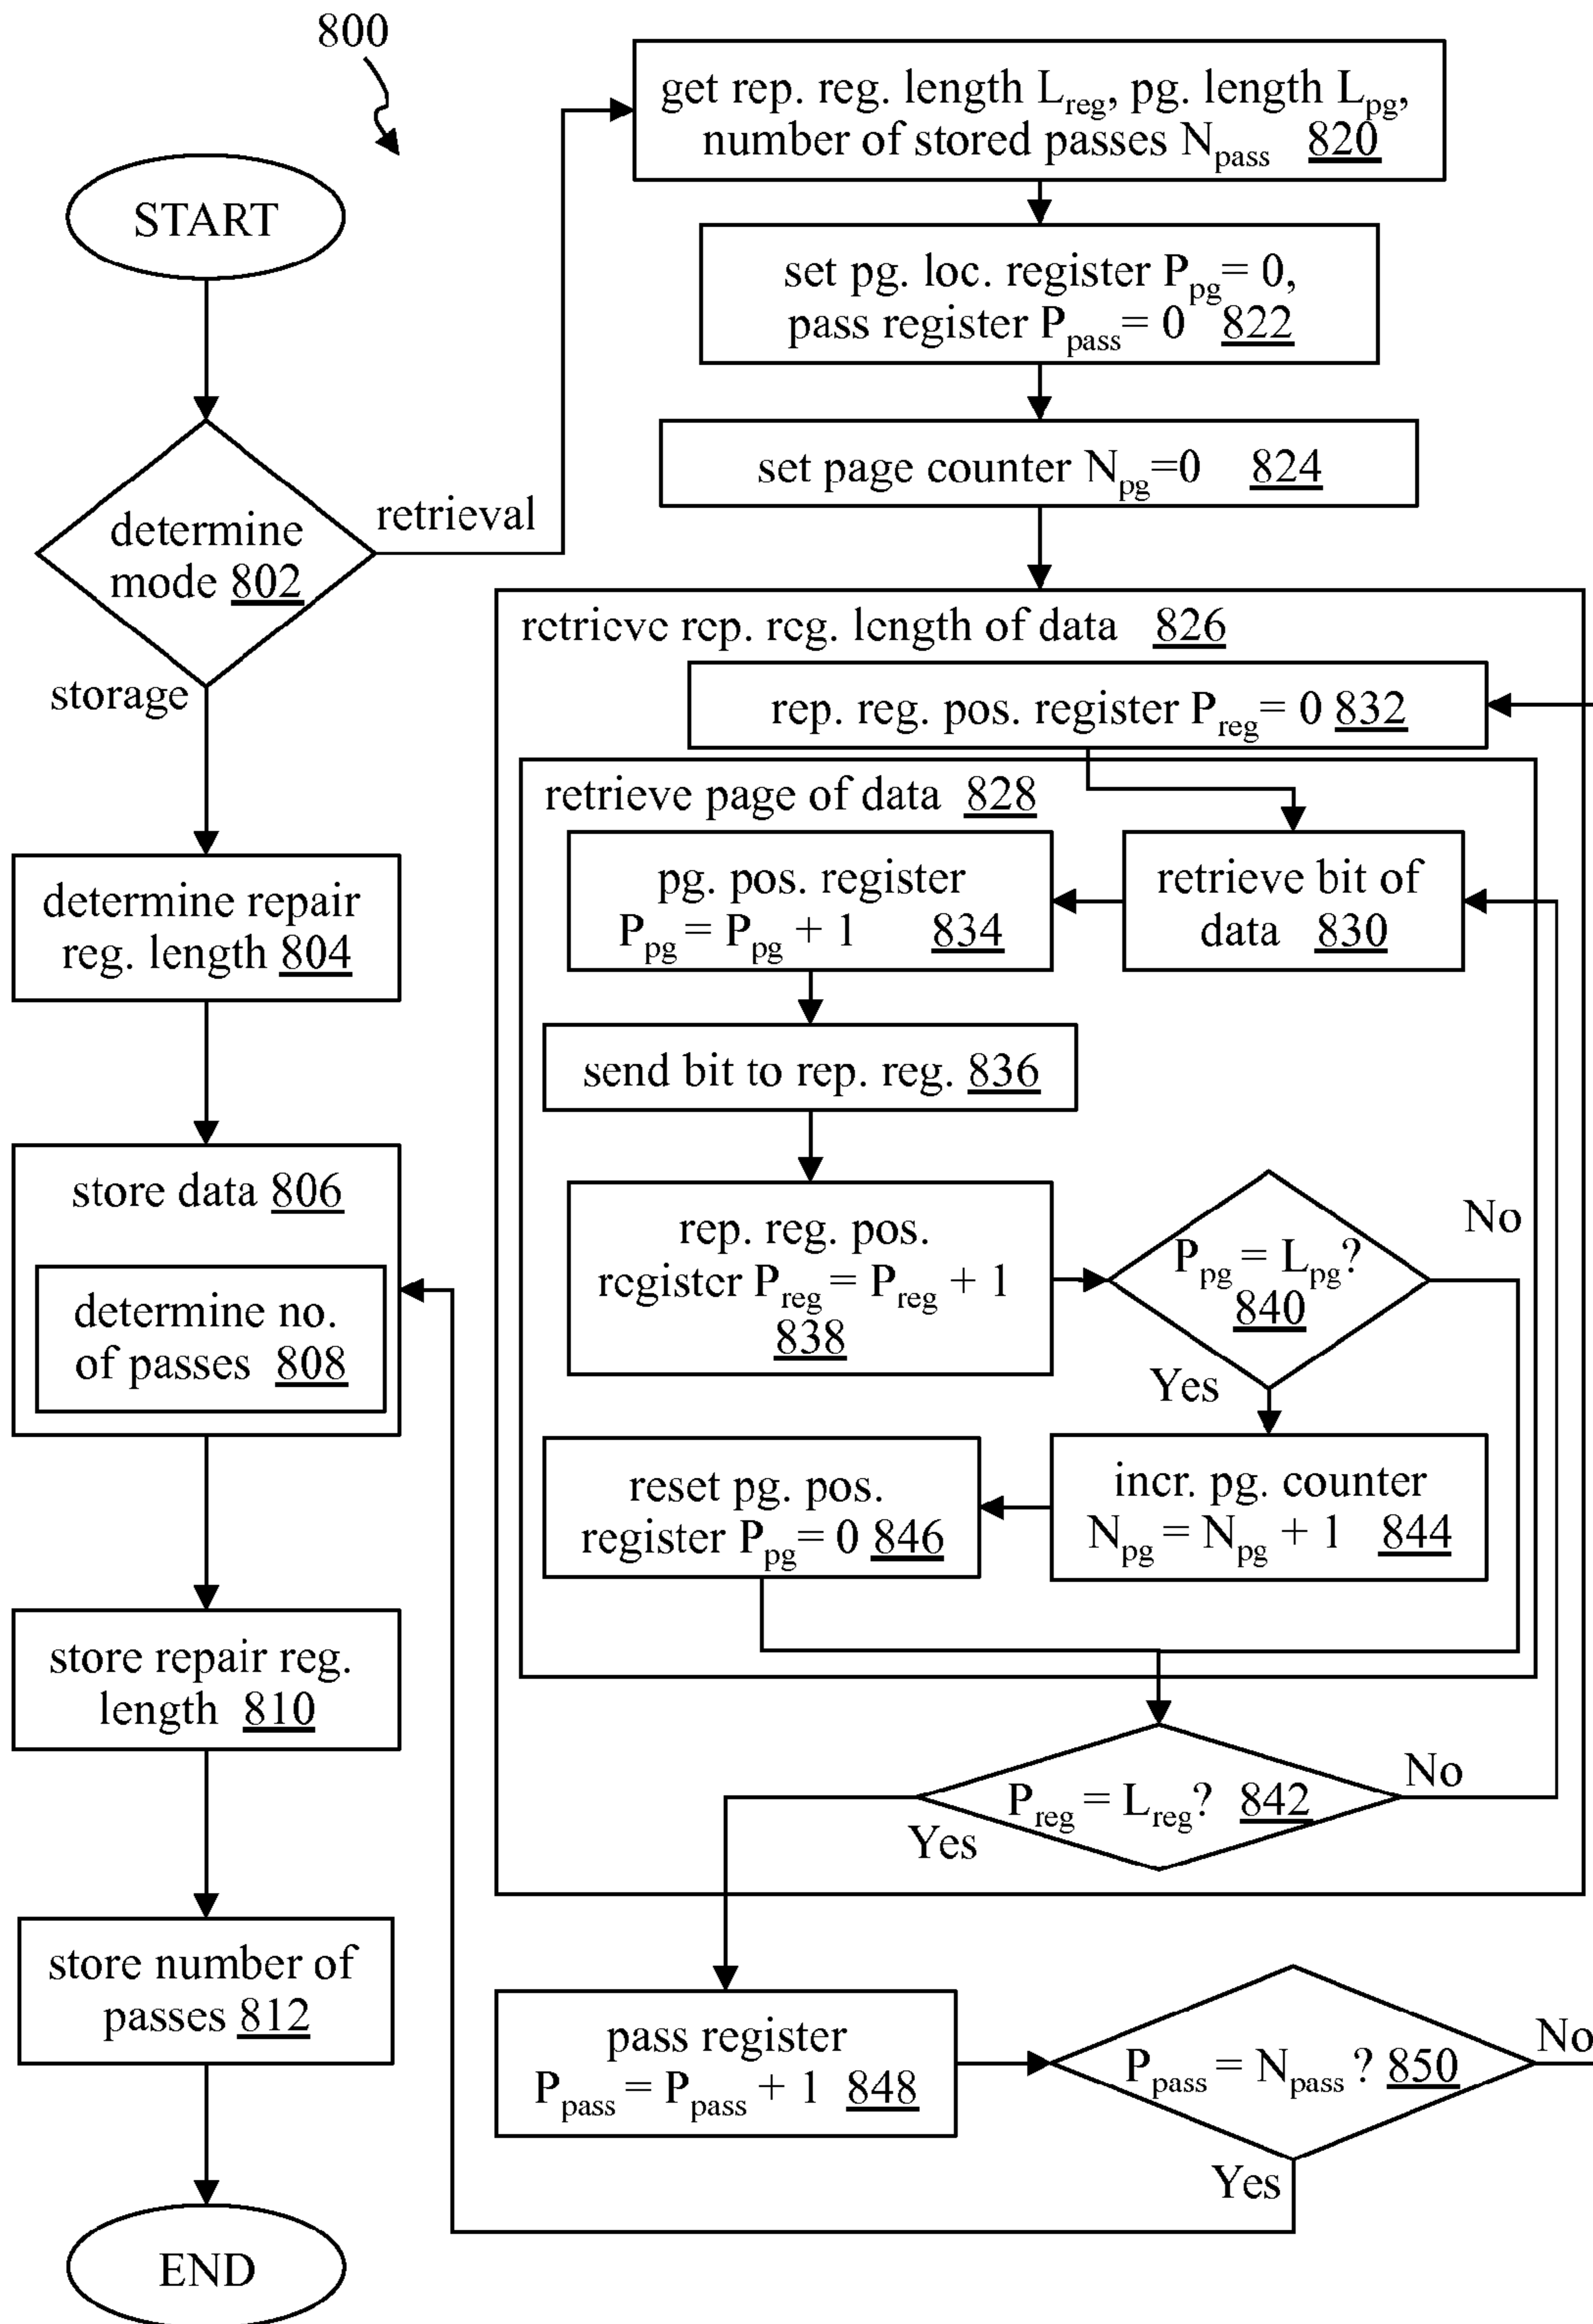 800
START
determine
mode 802
retrieval
storage
determine repair
reg. length 804
store data 806
determine no.
of passes 808
store repair reg.
length 810
store number of
passes 812
END
get rep. reg. length Lreg, pg. length Lpg,
number of stored passes Npass 820
set pg. loc. register Ppg= 0,
pass register Ppass= 0 822
set page counter Npg=0 824
retrieve rep. reg. length of data 826
rep. reg. pos. register Preg= 0 832
retrieve page of data 828
pg. pos. register
Ppg = Ppg + 1 834
retrieve bit of
data 830
send bit to rep. reg. 836
rep. reg. pos.
register Preg = Preg + 1
838
Ppg = Lpg?
840
No
Yes
reset pg. pos.
register Ppg= 0 846
incr. pg. counter
Npg = Npg + 1 844
Preg = Lreg? 842
No
Yes
pass register
Ppass = Ppass + 1 848
Ppass = Npass ? 850
No
Yes